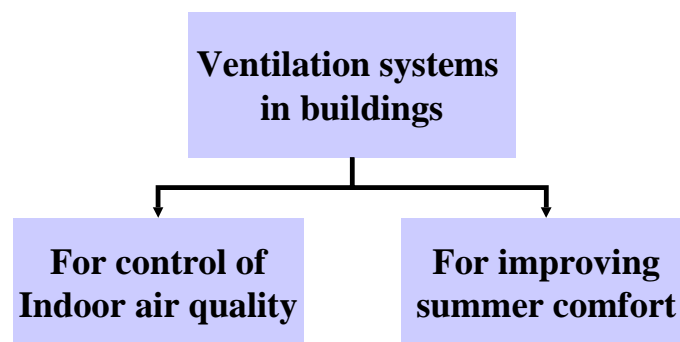 Ventilation systems
in buildings
For control of
Indoor air quality
For improving
summer comfort